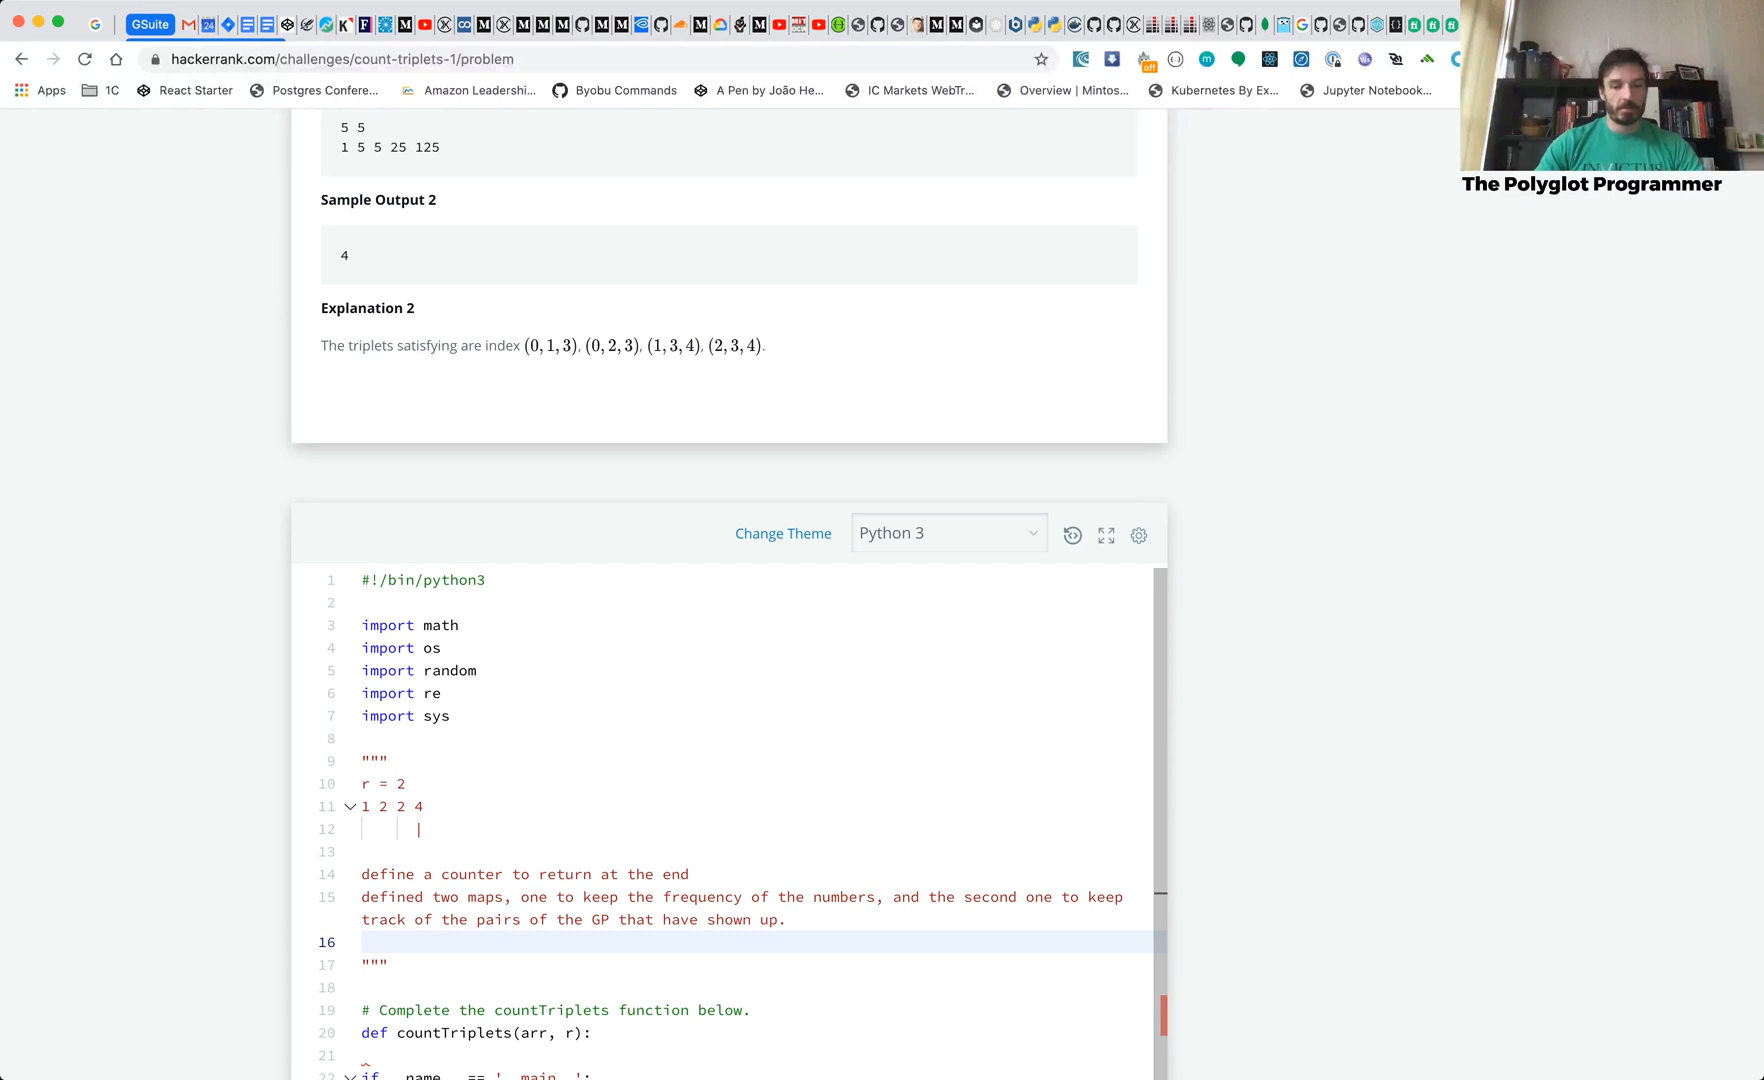 GSuite
hackerrank.com/challenges/count-triplets-1/problem
off
Apps
1C
React Starter
Postgres Confere...
Amazon Leadershi...
Byobu Commands
A Pen by João He...
IC Markets WebTr...
Overview | Mintos...
Kubernetes By Ex...
Jupyter Notebook...
The Polyglot Programmer
5 5
1 5 5 25 125
Sample Output 2
4
Explanation 2
The triplets satisfying are index (0, 1, 3), (0, 2, 3), (1, 3, 4), (2, 3, 4).
Change Theme
Python 3
1 #!/bin/python3
2
3 import math
4 import os
5 import random
6 import re
7 import sys
8
9 """
10 r = 2
11 1 2 2 4
12 |
13
14 define a counter to return at the end
15 defined two maps, one to keep the frequency of the numbers, and the second one to keep
track of the pairs of the GP that have shown up.
16
17 """
18
19 # Complete the countTriplets function below.
20 def countTriplets(arr, r):
21
22 if __name__ == '__main__':